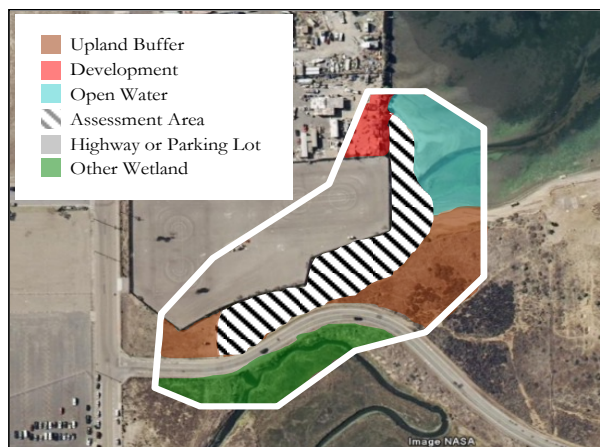 Upland Buffer
Development
Open Water
Assessment Area
Highway or Parking Lot
Other Wetland
Image NASA